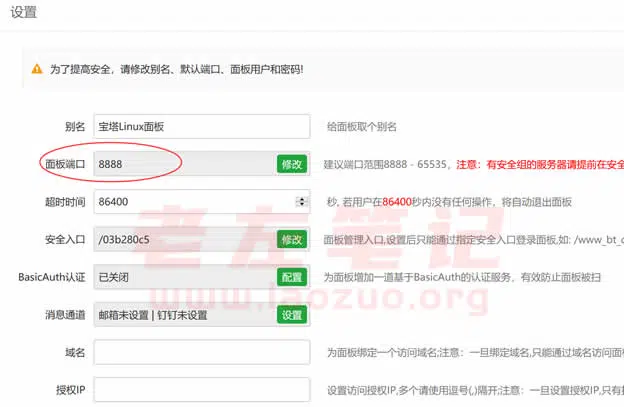 设置
为了提高安全，请修改别名、默认端口、面板用户和密码!
别名 宝塔Linux面板 给面板取个别名
面板端口 8888 修改 建议端口范围8888 - 65535，注意：有安全组的服务器请提前在安全
超时时间 86400 秒, 若用户在86400秒内没有任何操作，将自动退出面板
安全入口 /03b280c5 修改 面板管理入口,设置后只能通过指定安全入口登录面板,如: /www_bt_c
BasicAuth认证 已关闭 配置 为面板增加一道基于BasicAuth的认证服务，有效防止面板被扫
消息通道 邮箱未设置 | 钉钉未设置 设置
域名 为面板绑定一个访问域名;注意：一旦绑定域名,只能通过域名访问面
授权IP 设置访问授权IP,多个请使用逗号(,)隔开;注意：一旦设置授权IP,只有
老左笔记
www.laozuo.org